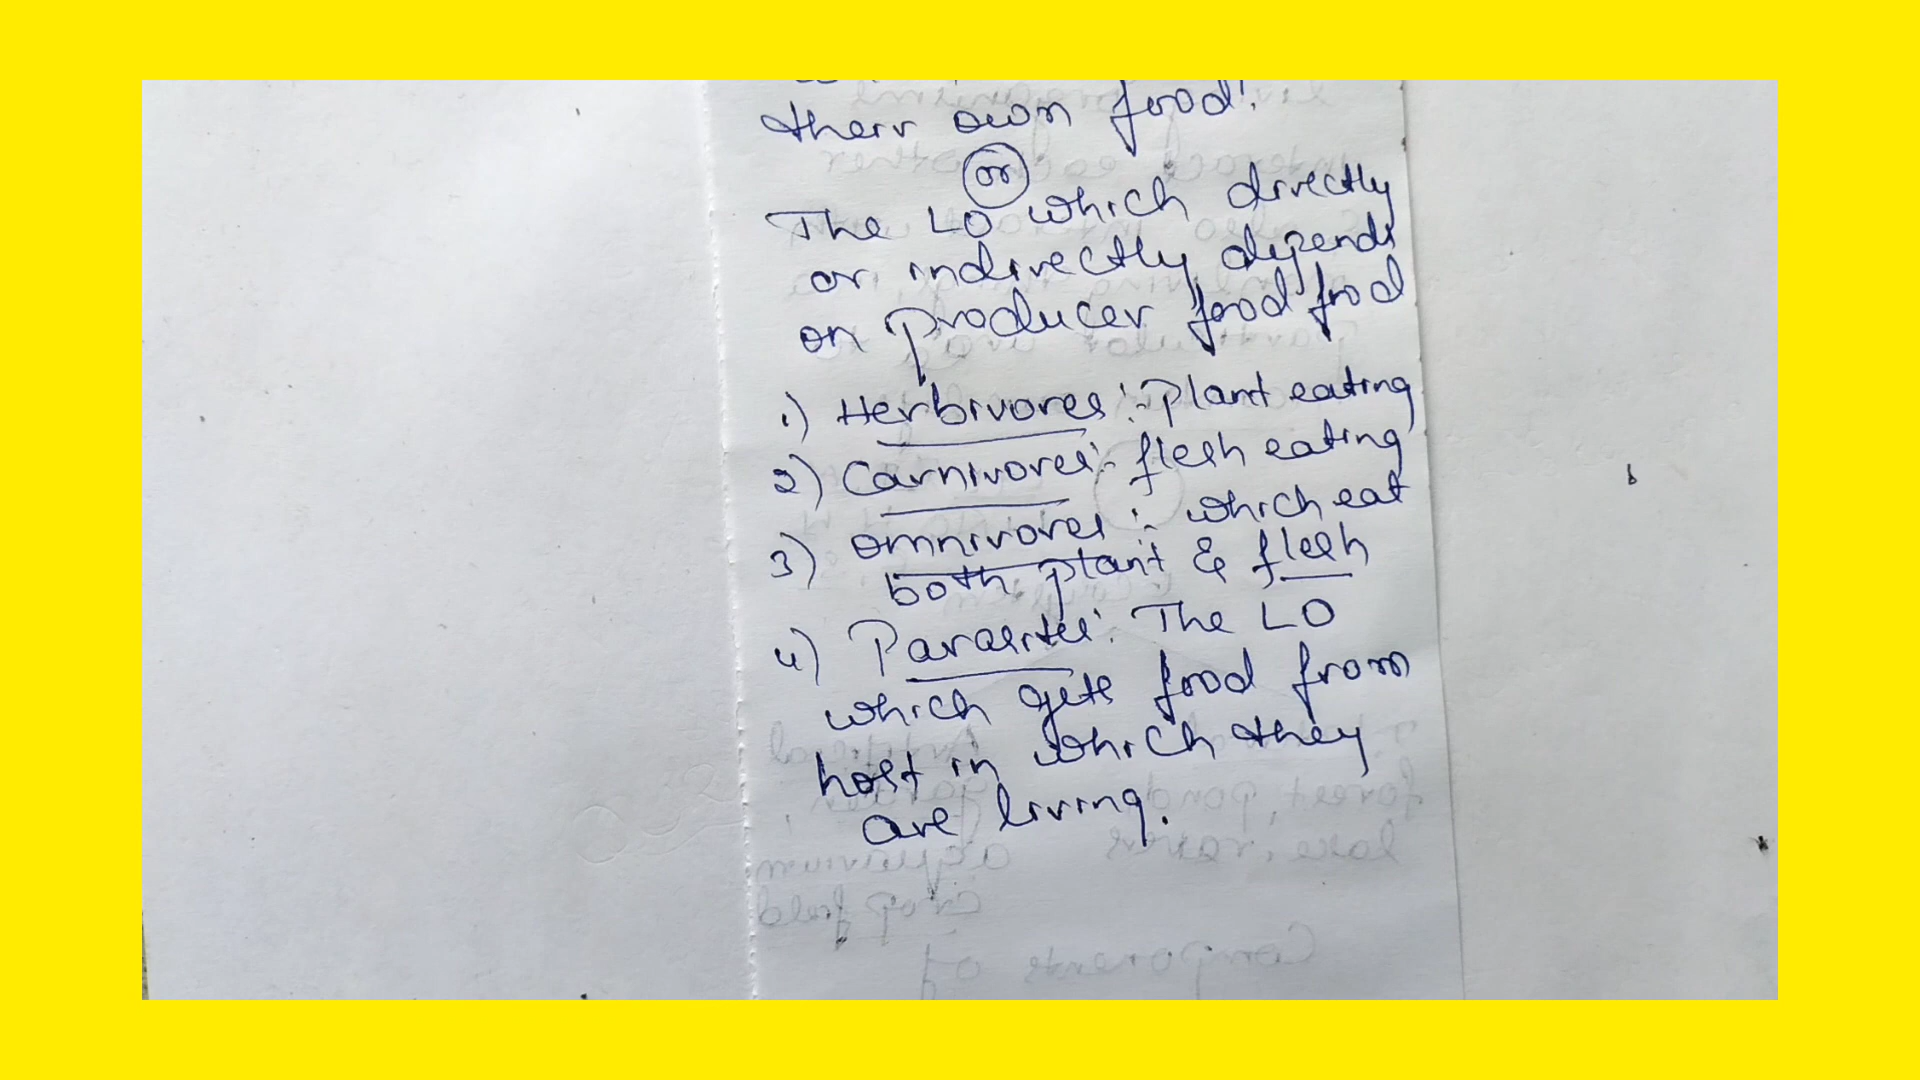 their own food!.
or
The LO which directly
or indirectly depends
on producer food food
1) Herbivores :- Plant eating
2) Carnivores :- flesh eating
3) omnivores :- which eat
both plant & flesh
4) Parasites : The LO
which gets food from
host in which they
are living.